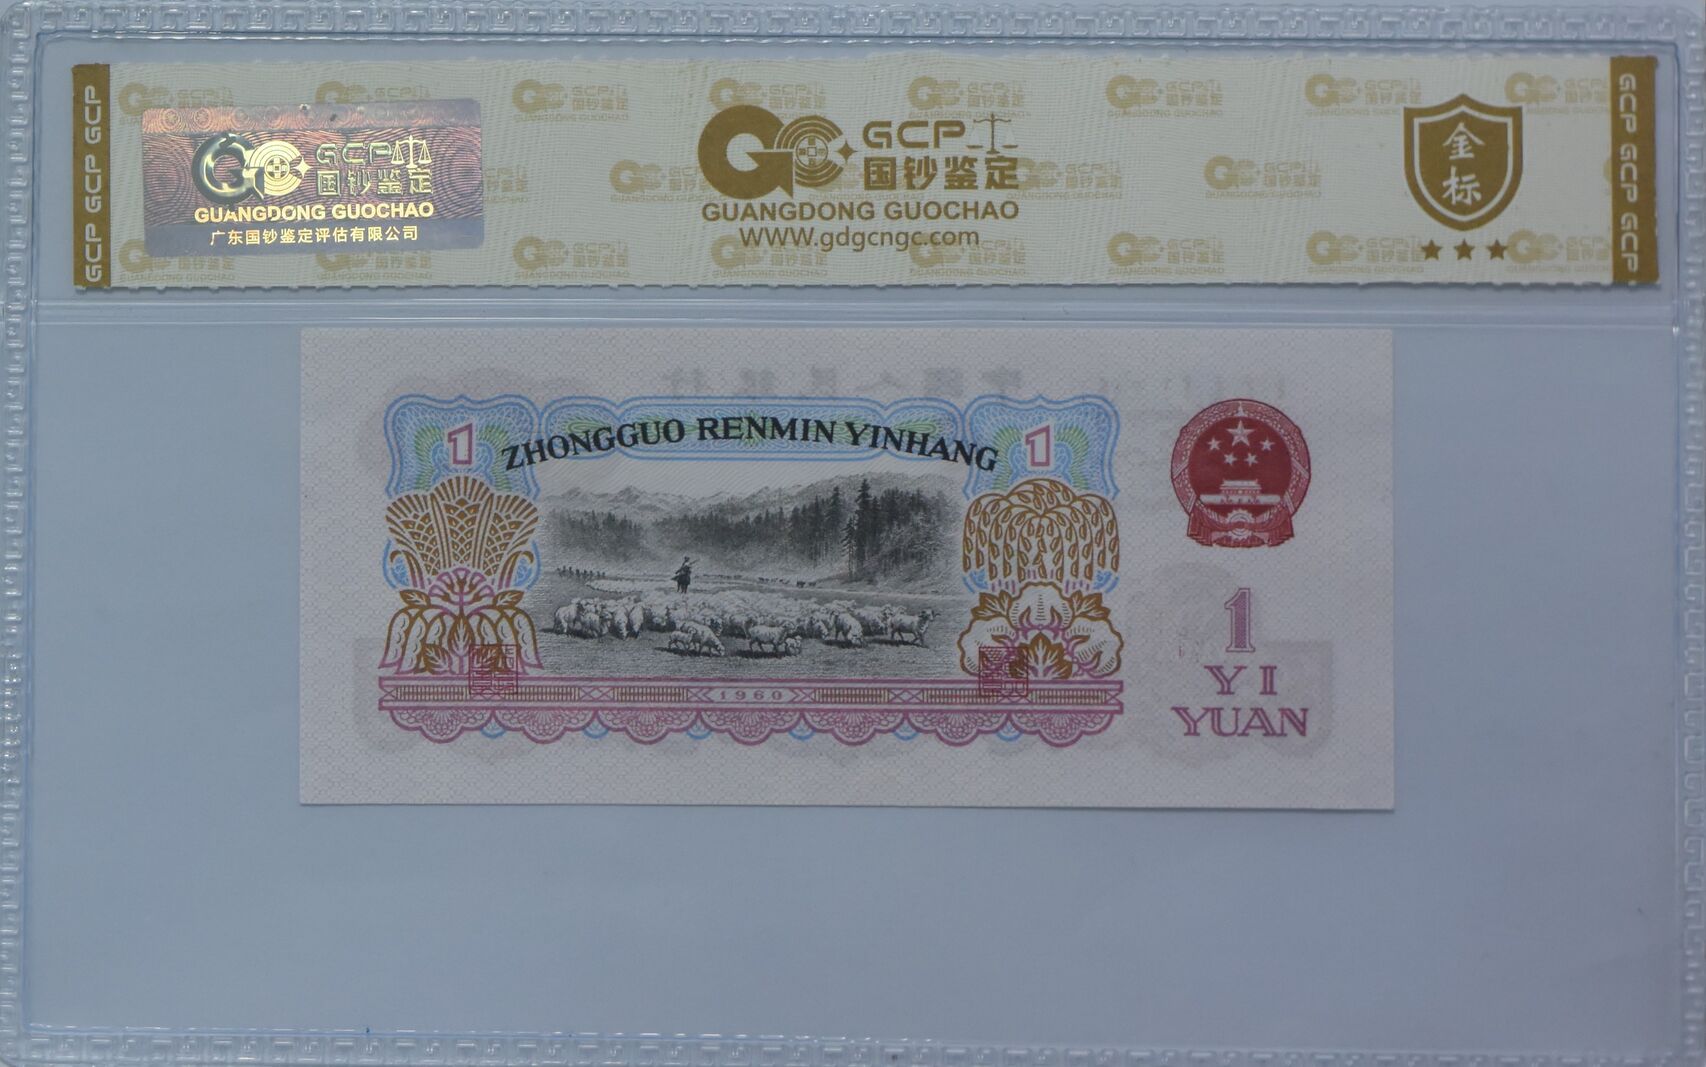 GCP GCP GCP
GCP 国钞鉴定
GUANGDONG GUOCHAO
广东国钞鉴定评估有限公司
GCP
国钞鉴定
GUANGDONG GUOCHAO
WWW.gdgcngc.com
金标
GCP GCP GCP
1
ZHONGGUO RENMIN YINHANG
1
1960
1
YI
YUAN